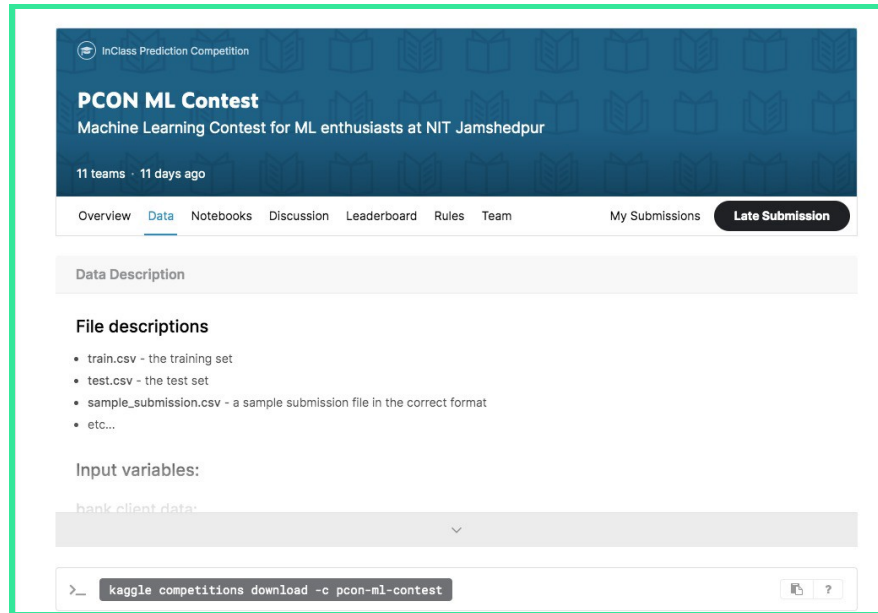 InClass Prediction Competition
PCON ML Contest
Machine Learning Contest for ML enthusiasts at NIT Jamshedpur
11 teams · 11 days ago
Overview Data Notebooks Discussion Leaderboard Rules Team My Submissions Late Submission
Data Description
File descriptions
• train.csv - the training set
• test.csv - the test set
• sample_submission.csv - a sample submission file in the correct format
• etc...
Input variables:
bank client data:
>_ kaggle competitions download -c pcon-ml-contest ?